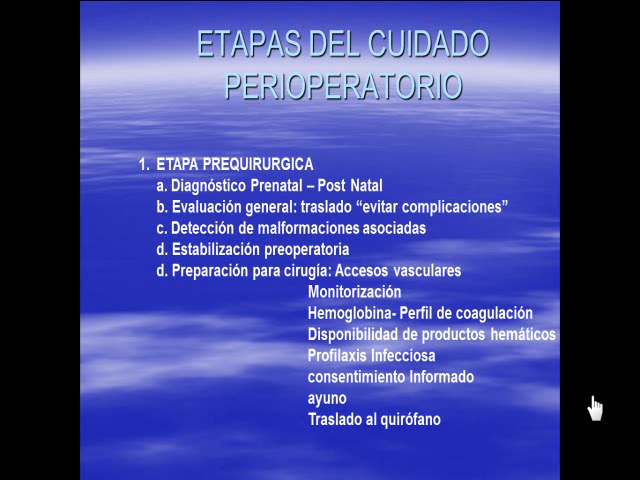 ETAPAS DEL CUIDADO
PERIOPERATORIO
1. ETAPA PREQUIRURGICA
a. Diagnóstico Prenatal – Post Natal
b. Evaluación general: traslado “evitar complicaciones”
c. Detección de malformaciones asociadas
d. Estabilización preoperatoria
d. Preparación para cirugía: Accesos vasculares
Monitorización
Hemoglobina- Perfil de coagulación
Disponibilidad de productos hemáticos
Profilaxis Infecciosa
consentimiento Informado
ayuno
Traslado al quirófano